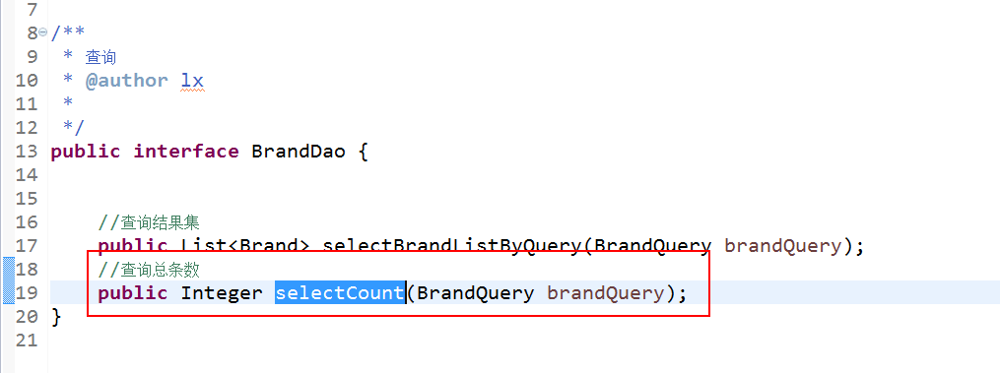 7
8 /**
9 * 查询
10 * @author lx
11 *
12 */
13 public interface BrandDao {
14
15
16 //查询结果集
17 public List<Brand> selectBrandListByQuery(BrandQuery brandQuery);
18 //查询总条数
19 public Integer selectCount(BrandQuery brandQuery);
20 }
21